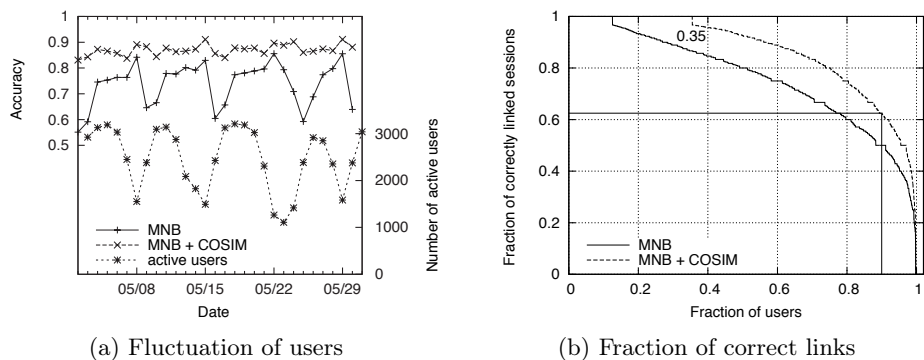 1
0.9
0.8
0.7
0.6
0.5
Accuracy
3000
2000
1000
0
Number of active users
MNB
MNB + COSIM
active users
05/08 05/15 05/22 05/29
Date
(a) Fluctuation of users
1
0.8
0.6
0.4
0.2
0
Fraction of correctly linked sessions
0.35
MNB
MNB + COSIM
0 0.2 0.4 0.6 0.8 1
Fraction of users
(b) Fraction of correct links